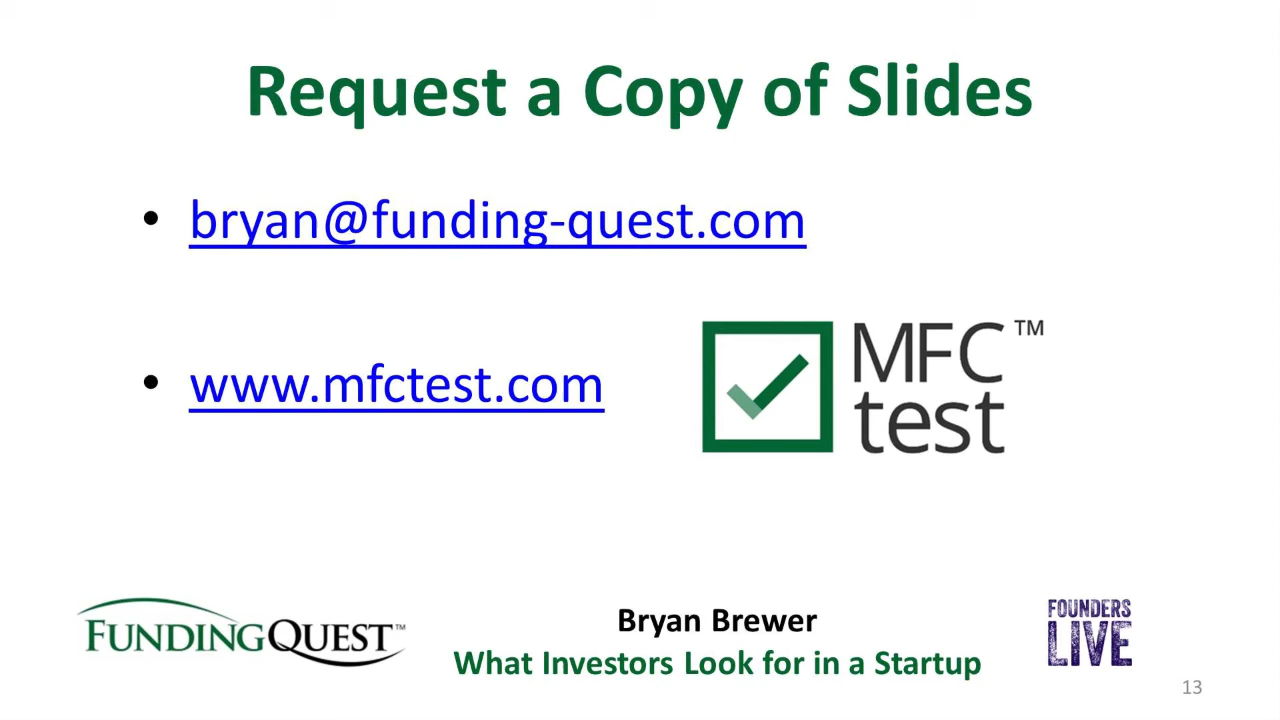 Request a Copy of Slides
• bryan@funding-quest.com
• www.mfctest.com
MFC™
test
FUNDINGQUEST™
Bryan Brewer
What Investors Look for in a Startup
FOUNDERS
LIVE
13